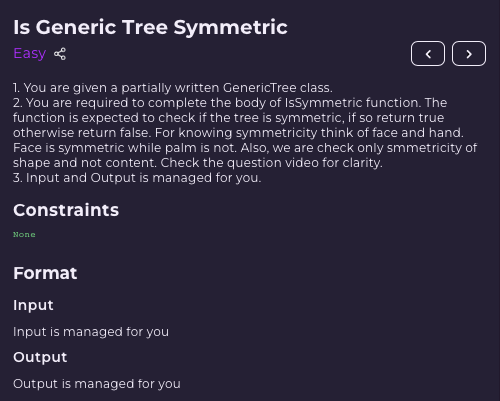 Is Generic Tree Symmetric
Easy
1. You are given a partially written GenericTree class.
2. You are required to complete the body of IsSymmetric function. The
function is expected to check if the tree is symmetric, if so return true
otherwise return false. For knowing symmetricity think of face and hand.
Face is symmetric while palm is not. Also, we are check only smmetricity of
shape and not content. Check the question video for clarity.
3. Input and Output is managed for you.
Constraints
None
Format
Input
Input is managed for you
Output
Output is managed for you